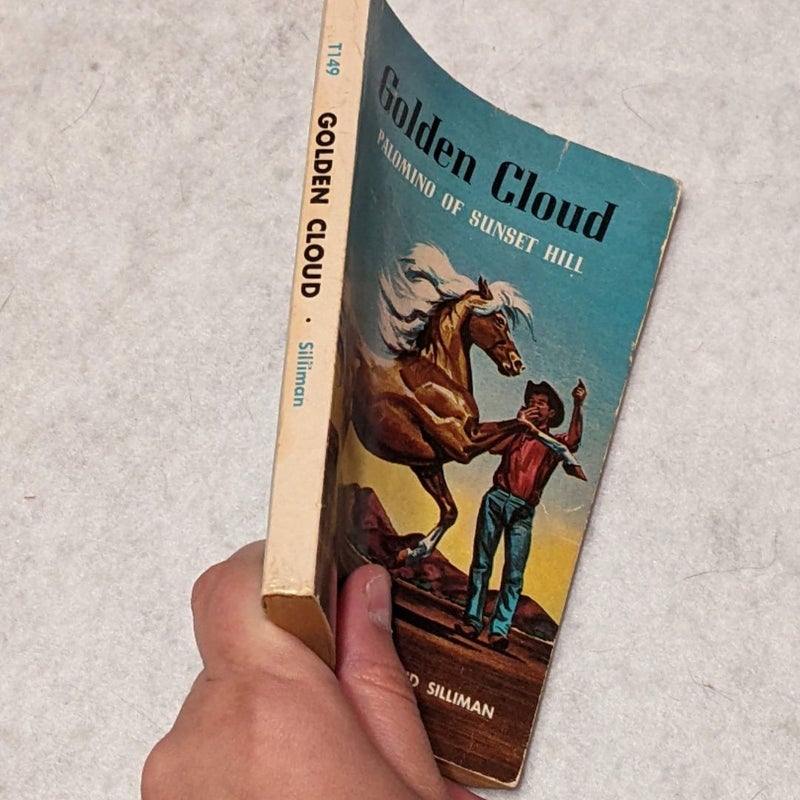 T149
GOLDEN CLOUD · Silliman
Golden Cloud
PALOMINO OF SUNSET HILL
SILLIMAN